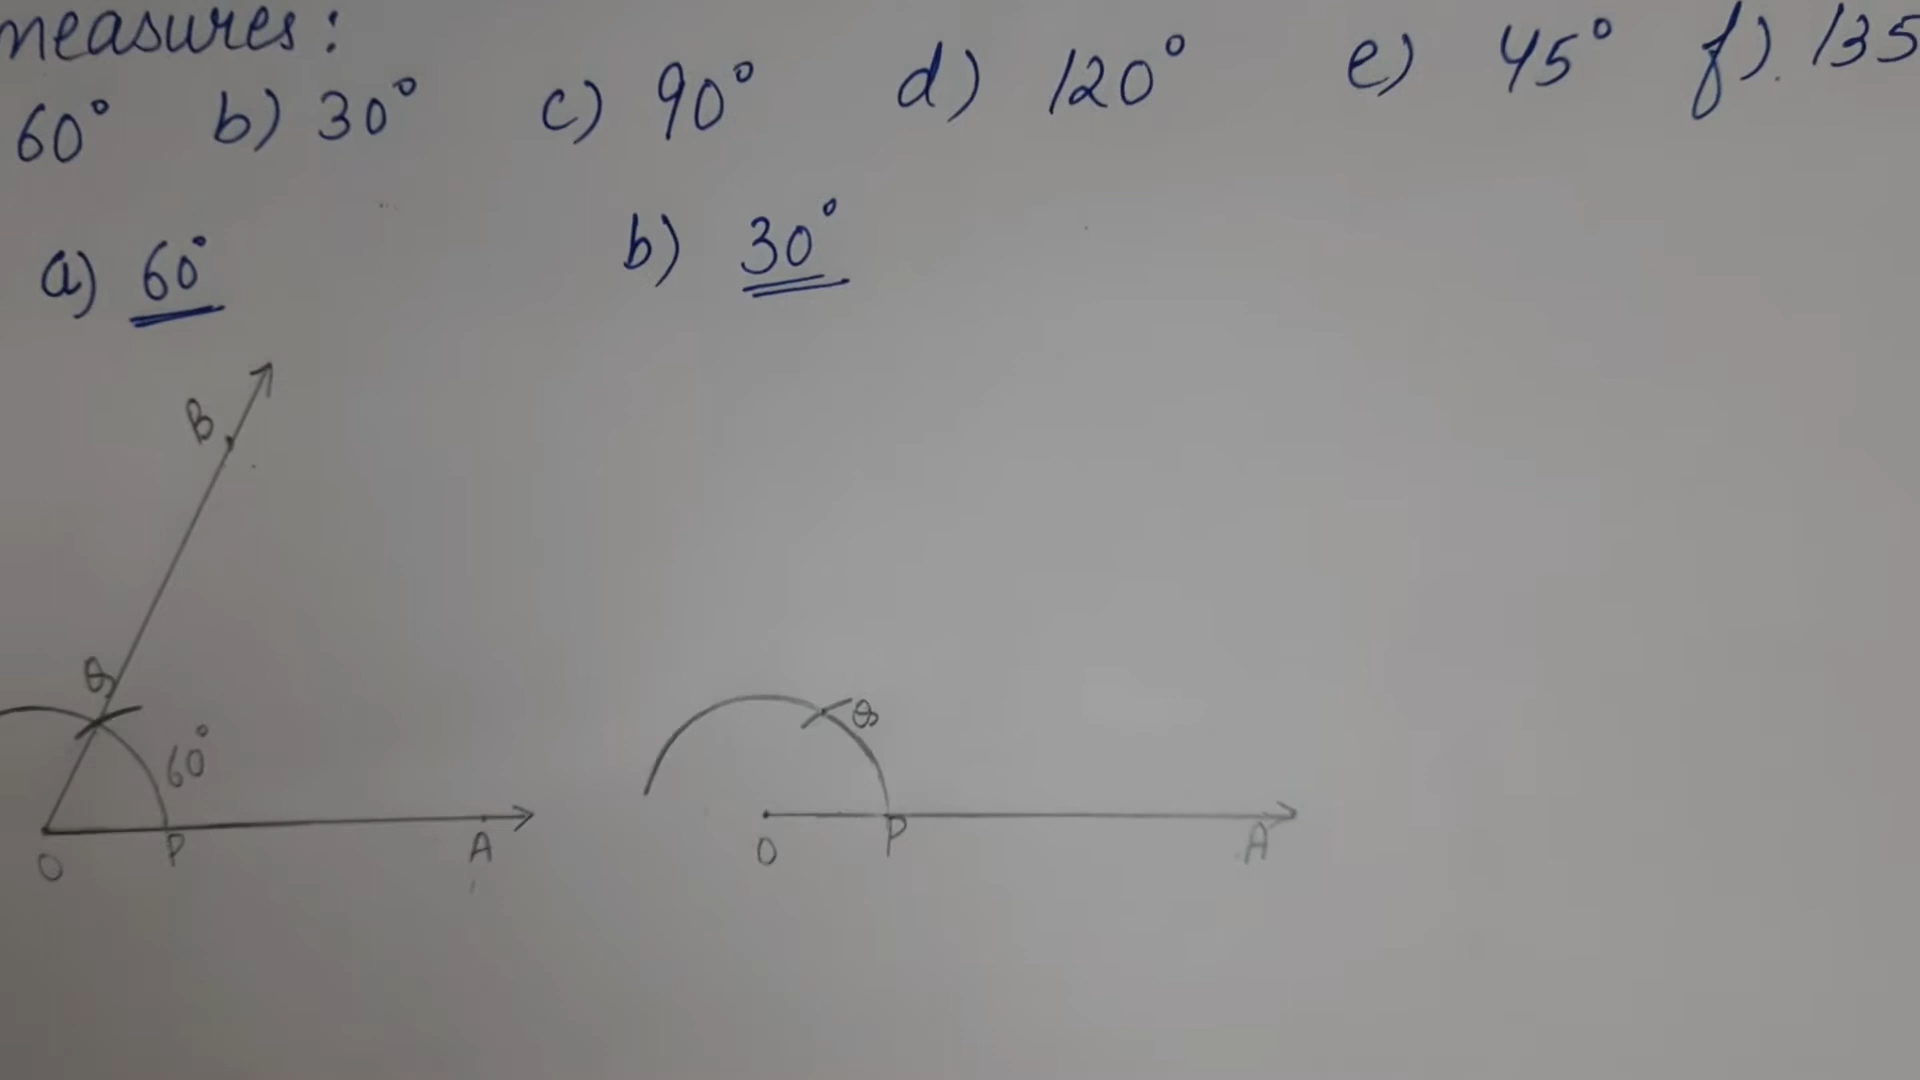 measures:
60° b) 30° c) 90° d) 120° e) 45° f). 135
a) 60° b) 30°
B
Q Q
60°
O P A O P A